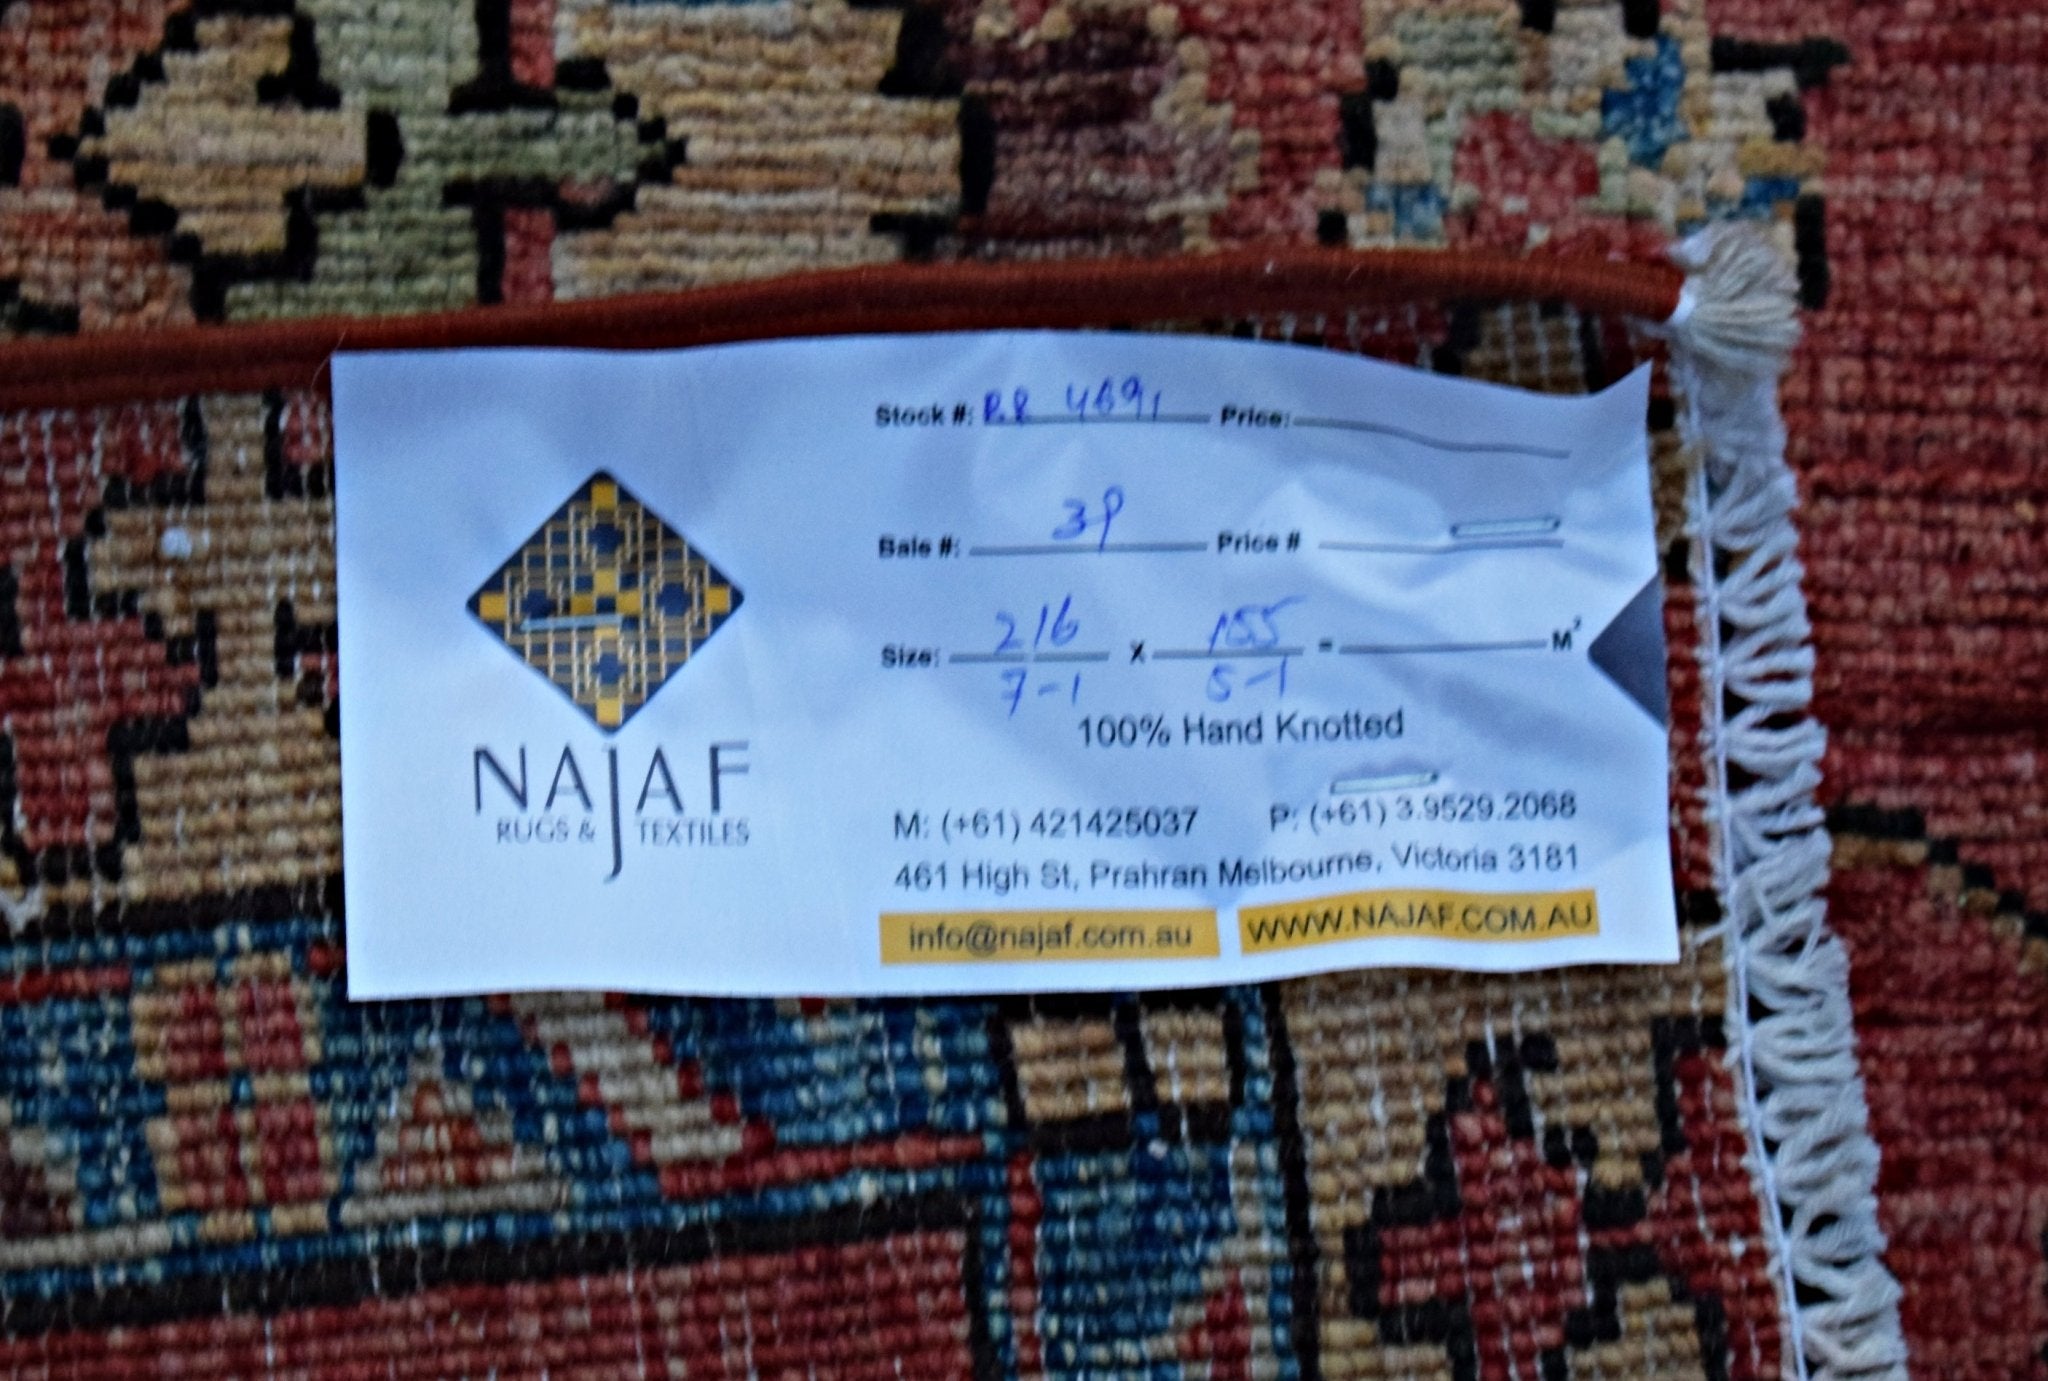 NAJAF
RUGS & TEXTILES
Stock #: R.R 4691 Price:
Bale #: 39 Price #
Size: 216 x 155 = M²
7-1 5-1
100% Hand Knotted
M: (+61) 421425037 P: (+61) 3.9529.2068
461 High St, Prahran Melbourne, Victoria 3181
info@najaf.com.au WWW.NAJAF.COM.AU